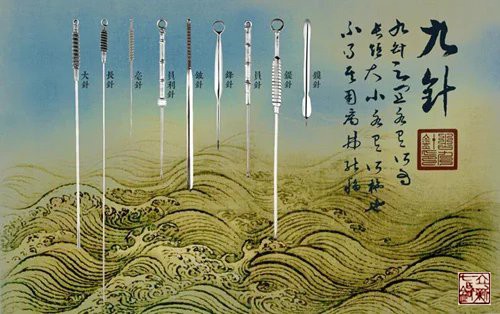 九針
九針之宜各有所為
長短大小各有所施也
不得其用病弗能移
鑱針
鍉針
員針
鋒針
鈹針
員利針
毫針
長針
大針